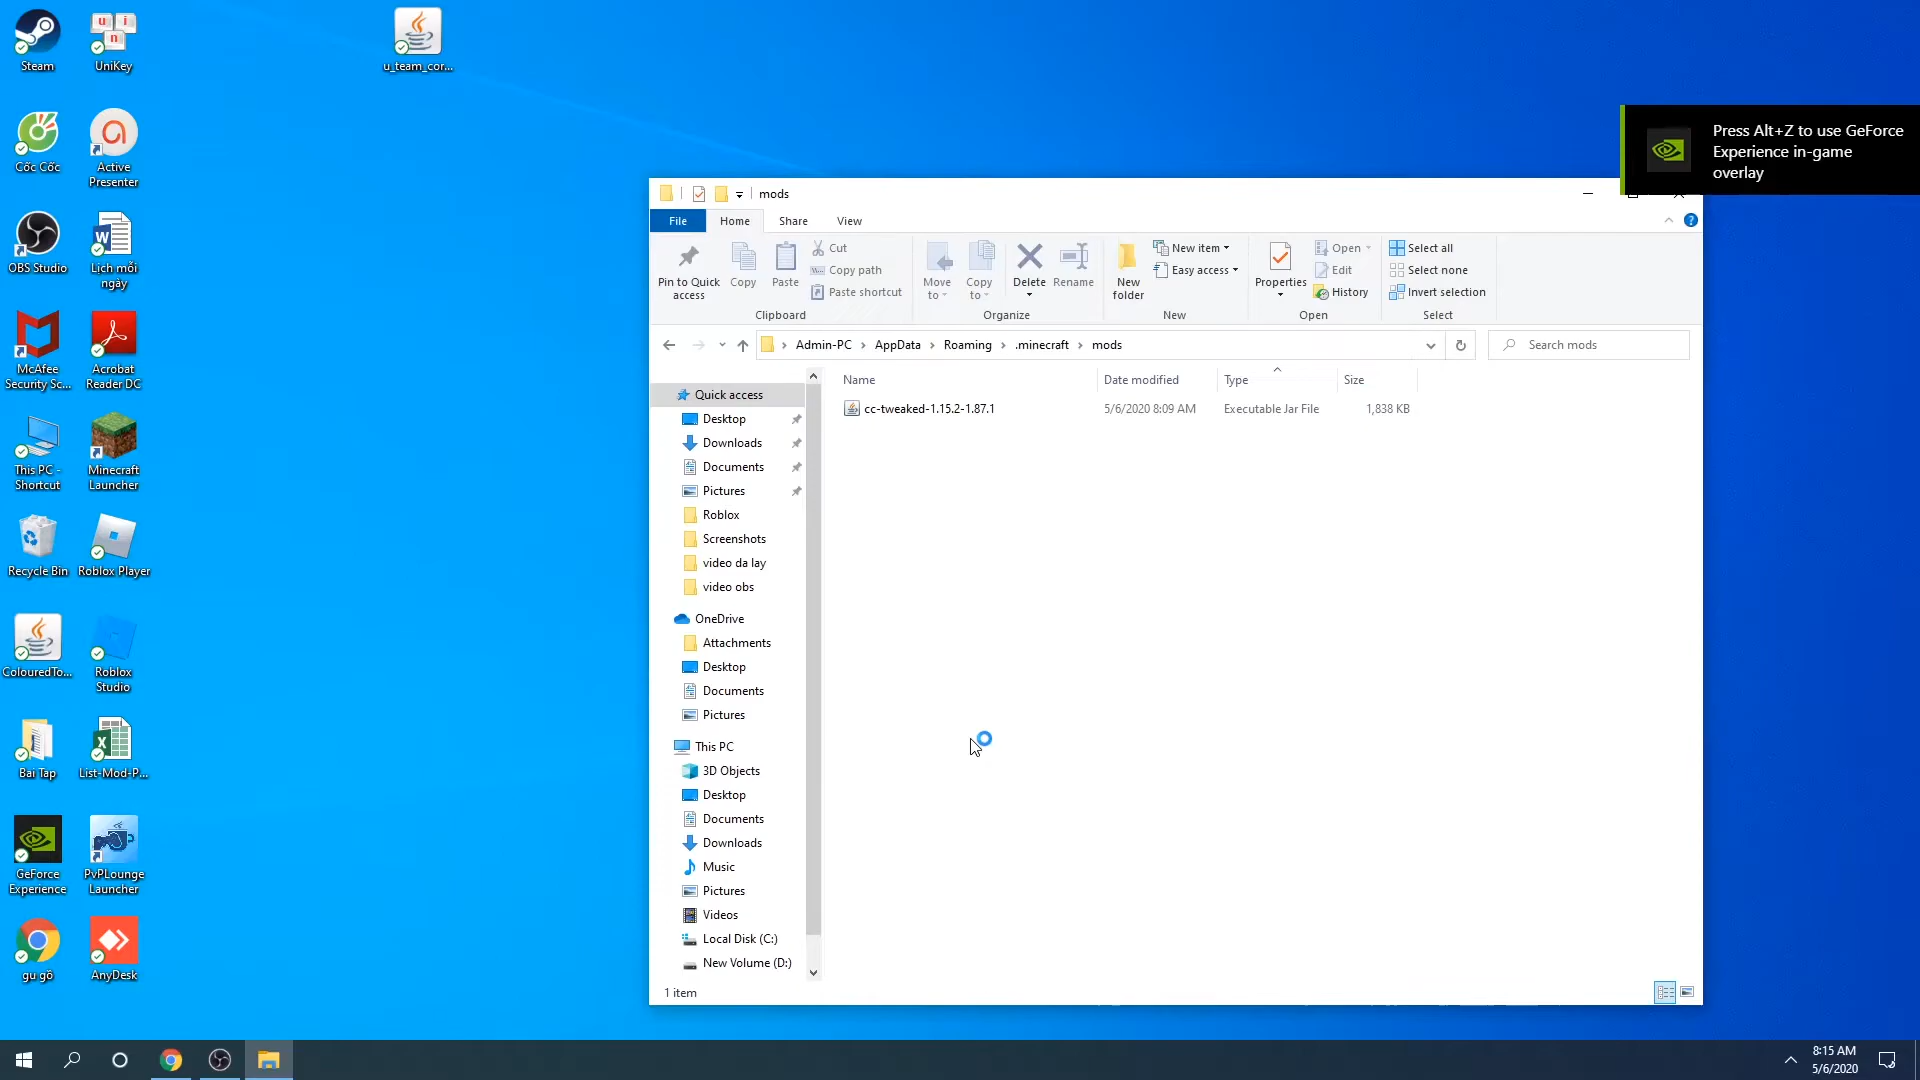 Steam
UniKey
u_team_cor...
Cốc Cốc
Active
Presenter
OBS Studio
Lịch mỗi
ngày
McAfee
Security Sc...
Acrobat
Reader DC
This PC -
Shortcut
Minecraft
Launcher
Recycle Bin
Roblox Player
ColouredTo...
Roblox
Studio
Bai Tap
List-Mod-P...
GeForce
Experience
PvPLounge
Launcher
gu gồ
AnyDesk
Press Alt+Z to use GeForce
Experience in-game
overlay
mods
File Home Share View
Pin to Quick
access
Copy
Paste
Cut
Copy path
Paste shortcut
Clipboard
Move
to
Copy
to
Delete
Rename
Organize
New
folder
New item
Easy access
New
Properties
Open
Edit
History
Open
Select all
Select none
Invert selection
Select
Admin-PC > AppData > Roaming > .minecraft > mods
Search mods
Name Date modified Type Size
cc-tweaked-1.15.2-1.87.1 5/6/2020 8:09 AM Executable Jar File 1,838 KB
Quick access
Desktop
Downloads
Documents
Pictures
Roblox
Screenshots
video da lay
video obs
OneDrive
Attachments
Desktop
Documents
Pictures
This PC
3D Objects
Desktop
Documents
Downloads
Music
Pictures
Videos
Local Disk (C:)
New Volume (D:)
1 item
8:15 AM
5/6/2020